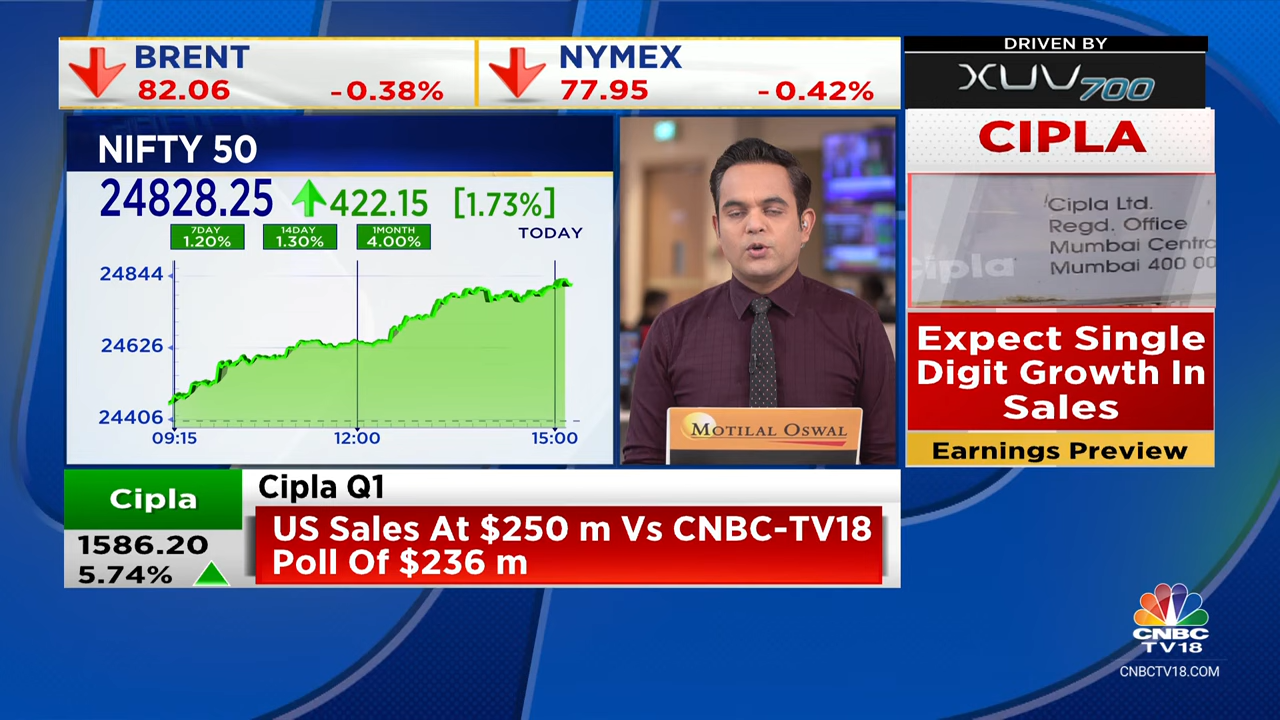 BRENT
82.06 -0.38%
NYMEX
77.95 -0.42%
DRIVEN BY
XUV700
NIFTY 50
24828.25 422.15 [1.73%]
7DAY
1.20%
14DAY
1.30%
1MONTH
4.00%
TODAY
24844
24626
24406
09:15 12:00 15:00
MOTILAL OSWAL
CIPLA
Cipla Ltd.
Regd. Office
Mumbai Centra
Mumbai 400 00
cipla
Expect Single
Digit Growth In
Sales
Earnings Preview
Cipla
1586.20
5.74%
Cipla Q1
US Sales At $250 m Vs CNBC-TV18
Poll Of $236 m
CNBC
TV18
CNBCTV18.COM